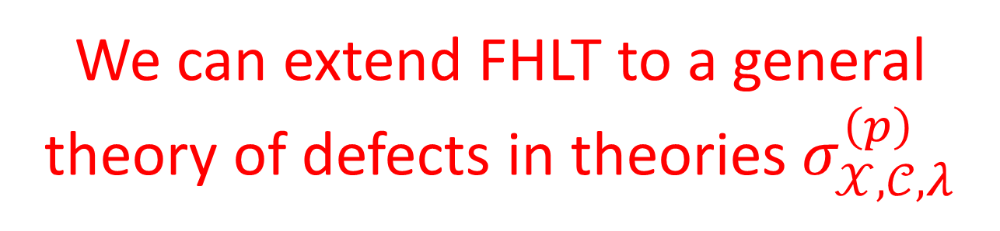 We can extend FHLT to a general
theory of defects in theories σ^{(p)}_{𝒳,𝒞,λ}